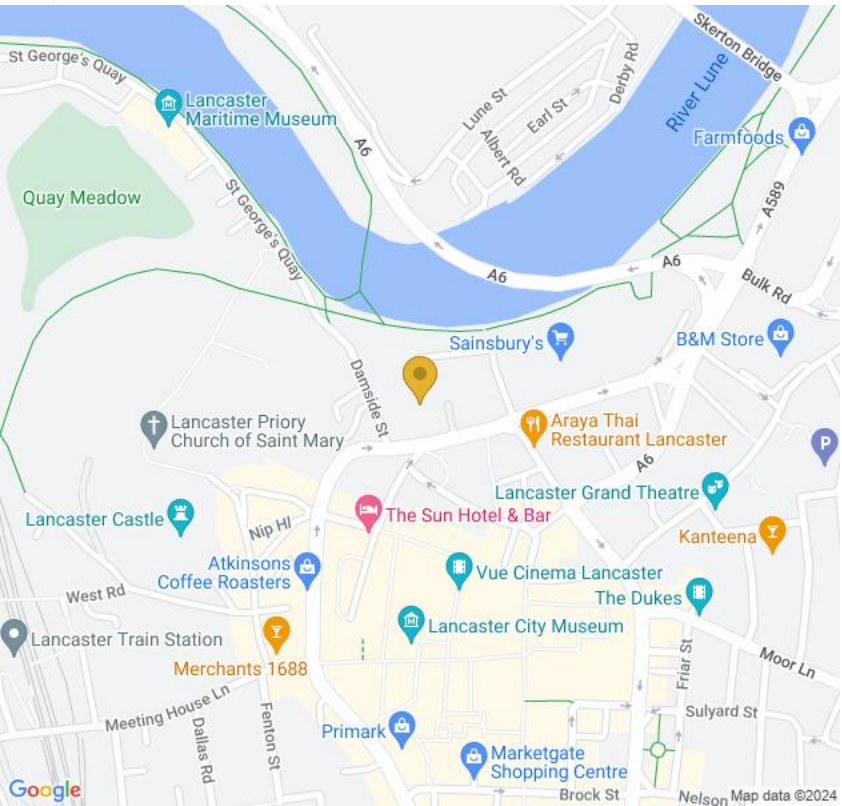 Skerton Bridge
St George's Quay
Derby Rd
River Lune
Lune St
Lancaster
Maritime Museum
Earl St
Farmfoods
Albert Rd
A6
Quay Meadow
St George's Quay
A589
A6
A6
Bulk Rd
Sainsbury's
B&M Store
Damside St
Lancaster Priory
Church of Saint Mary
Araya Thai
Restaurant Lancaster
P
A6
Lancaster Grand Theatre
Lancaster Castle
Nip Hl
The Sun Hotel & Bar
Kanteena
Atkinsons
Coffee Roasters
Vue Cinema Lancaster
West Rd
The Dukes
Lancaster City Museum
Lancaster Train Station
Merchants 1688
Friar St
Moor Ln
Meeting House Ln
Dallas Rd
Fenton St
Sulyard St
Primark
Marketgate
Shopping Centre
Google
Brock St
Nelson
Map data ©2024